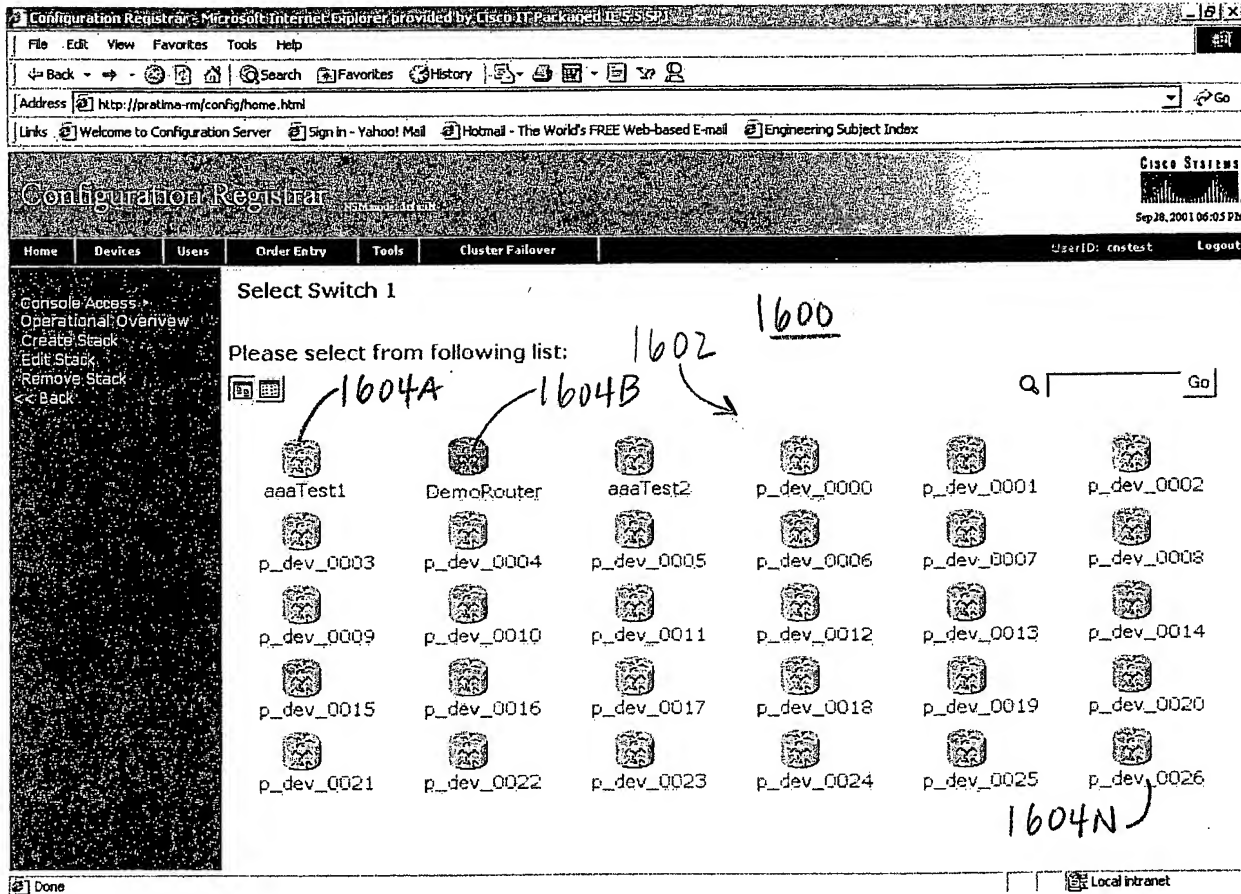 Configuration Registrar - Microsoft Internet Explorer provided by Cisco IT Packaged IE 5.5 SP1
File Edit View Favorites Tools Help
Back Search Favorites History
Address http://pratima-rm/config/home.html Go
Links Welcome to Configuration Server Sign in - Yahoo! Mail Hotmail - The World's FREE Web-based E-mail Engineering Subject Index
Configuration Registrar
CISCO SYSTEMS
Sep 28, 2001 06:05 PM
Home Devices Users Order Entry Tools Cluster Failover UserID: cnstest Logout
Console Access
Operational Overivew
Create Stack
Edit Stack
Remove Stack
<< Back
Select Switch 1
1600
Please select from following list:
1602
1604A
1604B
Go
aaaTest1 DemoRouter aaaTest2 p_dev_0000 p_dev_0001 p_dev_0002
p_dev_0003 p_dev_0004 p_dev_0005 p_dev_0006 p_dev_0007 p_dev_0008
p_dev_0009 p_dev_0010 p_dev_0011 p_dev_0012 p_dev_0013 p_dev_0014
p_dev_0015 p_dev_0016 p_dev_0017 p_dev_0018 p_dev_0019 p_dev_0020
p_dev_0021 p_dev_0022 p_dev_0023 p_dev_0024 p_dev_0025 p_dev_0026
1604N
Done Local intranet